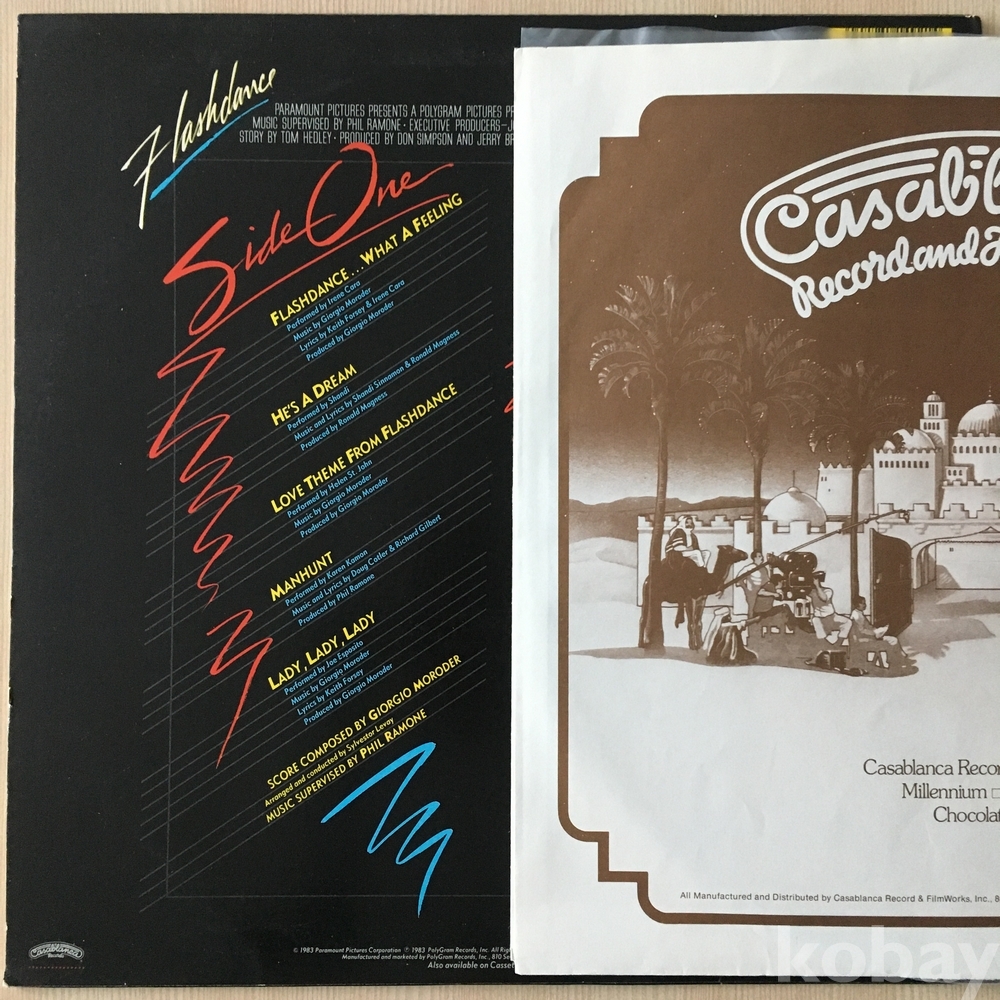 Flashdance
PARAMOUNT PICTURES PRESENTS A POLYGRAM PICTURES
MUSIC SUPERVISED BY PHIL RAMONE · EXECUTIVE PRODUCERS–
STORY BY TOM HEDLEY · PRODUCED BY DON SIMPSON AND JERRY
Side One
FLASHDANCE...WHAT A FEELING
Performed by Irene Cara
Music by Giorgio Moroder
Lyrics by Keith Forsey & Irene Cara
Produced by Giorgio Moroder
HE'S A DREAM
Performed by Shandi
Music and Lyrics by Shandi Sinnamon & Ronald Magness
Produced by Ronald Magness
LOVE THEME FROM FLASHDANCE
Performed by Helen St. John
Music by Giorgio Moroder
Produced by Giorgio Moroder
MANHUNT
Performed by Karen Kamon
Music and Lyrics by Doug Cotler & Richard Gilbert
Produced by Phil Ramone
LADY, LADY, LADY
Performed by Joe Esposito
Music by Giorgio Moroder
Lyrics by Keith Forsey
Produced by Giorgio Moroder
SCORE COMPOSED BY GIORGIO MORODER
Arranged and conducted by Sylvester Levay
MUSIC SUPERVISED BY PHIL RAMONE
Casablanca
Records
© 1983 Paramount Pictures Corporation ℗ 1983 PolyGram Records, Inc. All
Manufactured and marketed by PolyGram Records, Inc., 810
Also available on
Casabl
Record and
Casablanca Recor
Millennium
Chocola
All Manufactured and Distributed by Casablanca Record & FilmWorks, Inc., 8
kobay